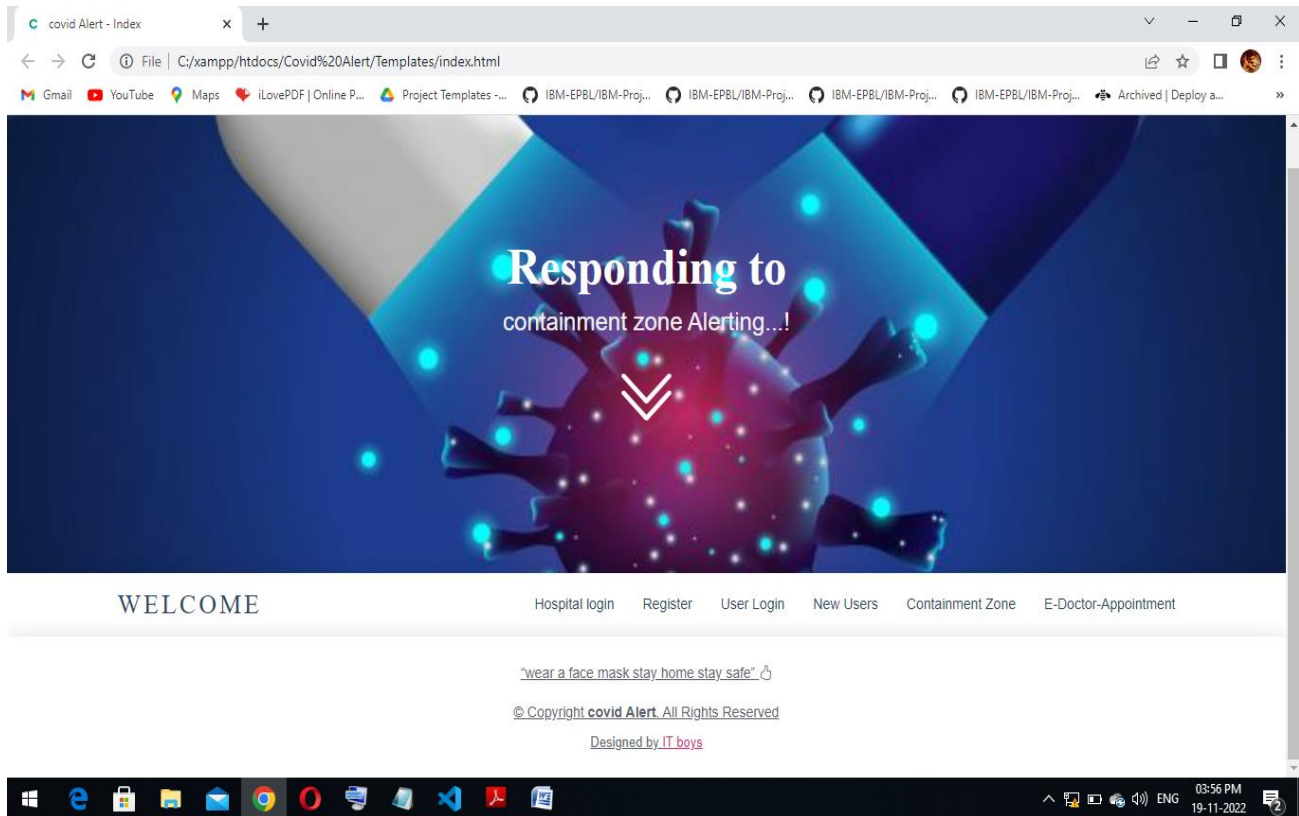 C covid Alert - Index
File | C:/xampp/htdocs/Covid%20Alert/Templates/index.html
Gmail YouTube Maps iLovePDF | Online P... Project Templates -... IBM-EPBL/IBM-Proj... IBM-EPBL/IBM-Proj... IBM-EPBL/IBM-Proj... IBM-EPBL/IBM-Proj... Archived | Deploy a... »
Responding to
containment zone Alerting...!
WELCOME Hospital login Register User Login New Users Containment Zone E-Doctor-Appointment
"wear a face mask stay home stay safe"
© Copyright covid Alert. All Rights Reserved
Designed by IT boys
ENG 03:56 PM
19-11-2022 2